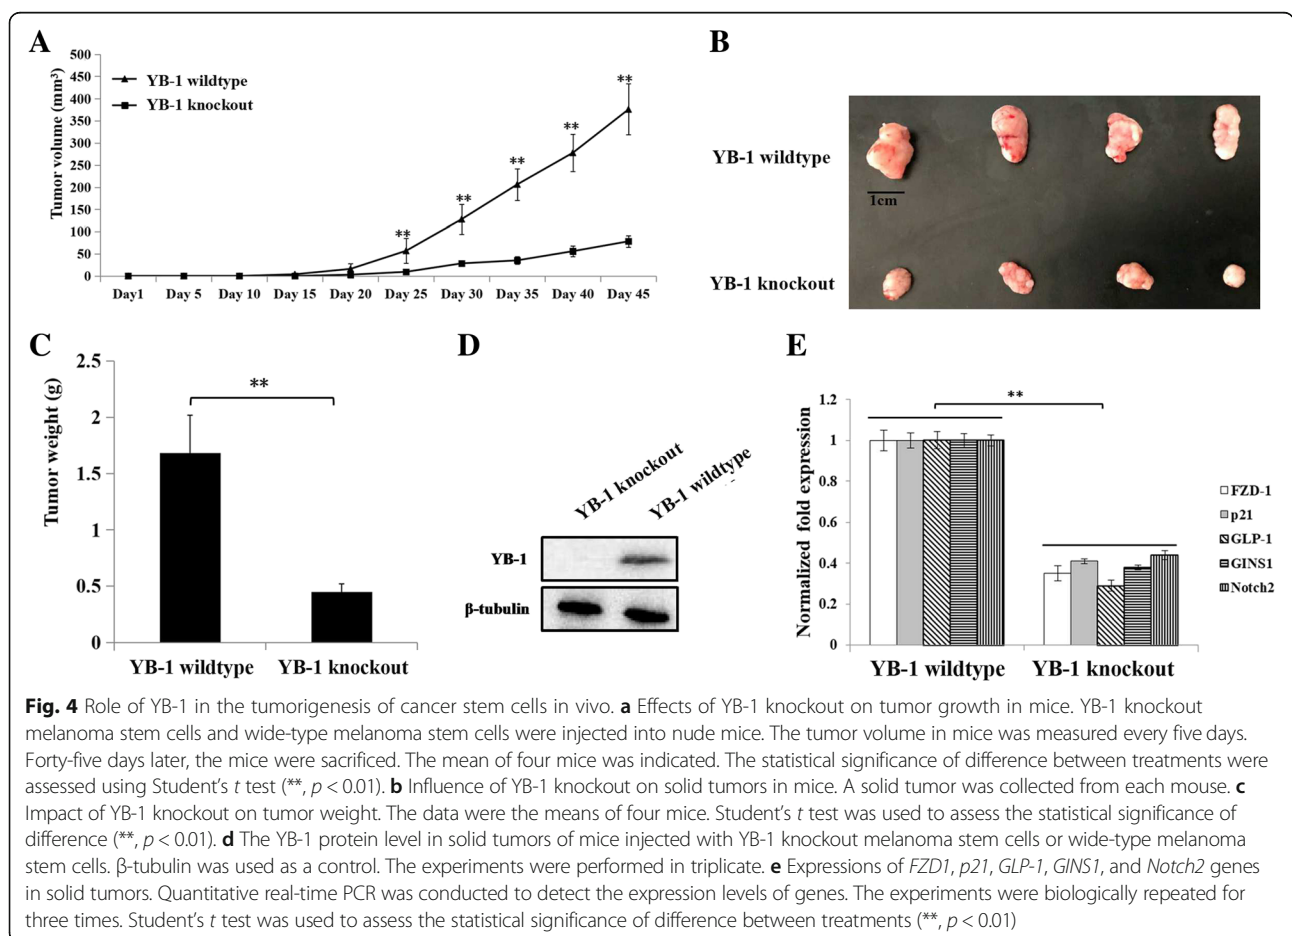 A
500
450
400
350
300
250
200
150
100
50
0
Tumor volume (mm³)
YB-1 wildtype
YB-1 knockout
**
**
**
**
**
Day1 Day 5 Day 10 Day 15 Day 20 Day 25 Day 30 Day 35 Day 40 Day 45
B
YB-1 wildtype
1cm
YB-1 knockout
C
2.5
2
1.5
1
0.5
0
Tumor weight (g)
**
YB-1 wildtype YB-1 knockout
D
YB-1 knockout
YB-1 wildtype
YB-1
β-tubulin
E
1.2
1
0.8
0.6
0.4
0.2
0
Normalized fold expression
**
FZD-1
p21
GLP-1
GINS1
Notch2
YB-1 wildtype YB-1 knockout
Fig. 4 Role of YB-1 in the tumorigenesis of cancer stem cells in vivo. a Effects of YB-1 knockout on tumor growth in mice. YB-1 knockout
melanoma stem cells and wide-type melanoma stem cells were injected into nude mice. The tumor volume in mice was measured every five days.
Forty-five days later, the mice were sacrificed. The mean of four mice was indicated. The statistical significance of difference between treatments were
assessed using Student's t test (**, p < 0.01). b Influence of YB-1 knockout on solid tumors in mice. A solid tumor was collected from each mouse. c
Impact of YB-1 knockout on tumor weight. The data were the means of four mice. Student's t test was used to assess the statistical significance of
difference (**, p < 0.01). d The YB-1 protein level in solid tumors of mice injected with YB-1 knockout melanoma stem cells or wide-type melanoma
stem cells. β-tubulin was used as a control. The experiments were performed in triplicate. e Expressions of FZD1, p21, GLP-1, GINS1, and Notch2 genes
in solid tumors. Quantitative real-time PCR was conducted to detect the expression levels of genes. The experiments were biologically repeated for
three times. Student's t test was used to assess the statistical significance of difference between treatments (**, p < 0.01)